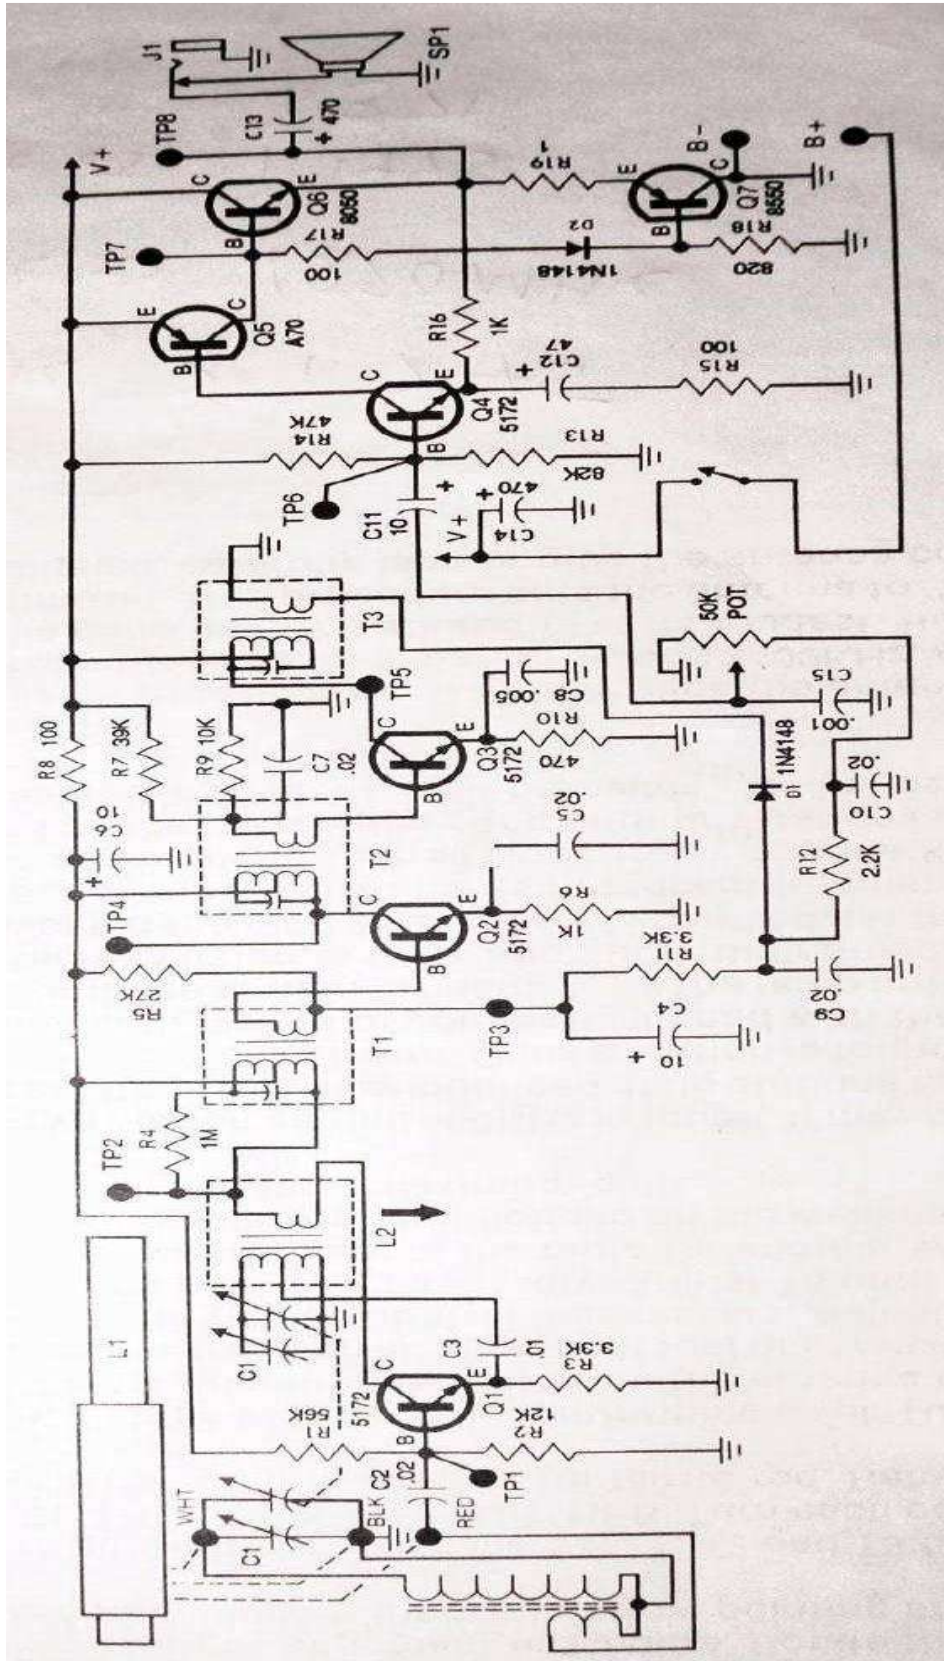 L1
WHT
C1
BLK
RED
C2
.02
R1
56K
R2
12K
TP1
5172
Q1
B
C
E
C3
.01
R3
3.3K
C1
L2
TP2
R4
1M
T1
R5
27K
TP3
C4
10
+
R11
3.3K
C9
.02
TP4
C6
10
+
B
C
E
Q2
5172
R6
1K
C5
.02
T2
R8 100
R7 39K
R9 10K
C7
.02
B
C
E
Q3
5172
TP5
R10
470
C8 .005
T3
R12
2.2K
C10
.02
D1
1N4148
C15
.001
50K
POT
TP6
C11
10
+
V+
C14
470
+
R14
47K
R13
82K
B
C
E
Q4
5172
C12
47
+
R15
100
R16
1K
B
E
C
Q5
A70
TP7
R17
100
D2
1N4148
B
C
E
Q6
8050
V+
R19
1
B
E
C
Q7
8550
R18
820
TP8
C13
470
+
J1
SP1
B-
B+